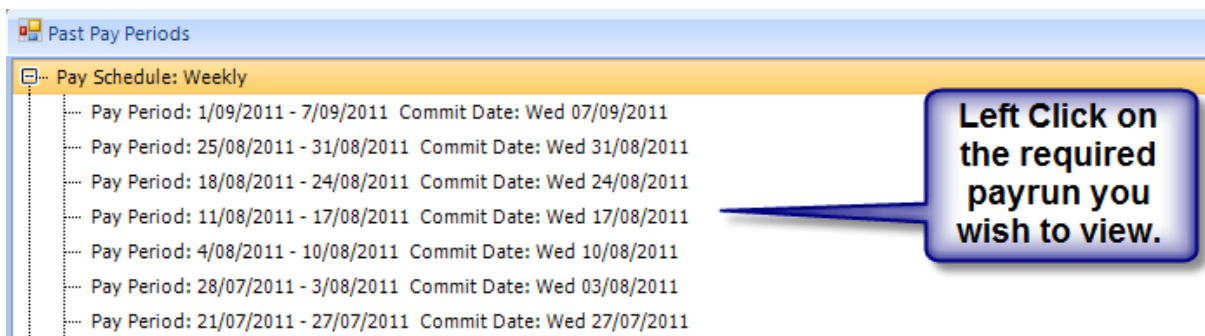 Past Pay Periods
Pay Schedule: Weekly
Pay Period: 1/09/2011 - 7/09/2011 Commit Date: Wed 07/09/2011
Pay Period: 25/08/2011 - 31/08/2011 Commit Date: Wed 31/08/2011
Pay Period: 18/08/2011 - 24/08/2011 Commit Date: Wed 24/08/2011
Pay Period: 11/08/2011 - 17/08/2011 Commit Date: Wed 17/08/2011
Pay Period: 4/08/2011 - 10/08/2011 Commit Date: Wed 10/08/2011
Pay Period: 28/07/2011 - 3/08/2011 Commit Date: Wed 03/08/2011
Pay Period: 21/07/2011 - 27/07/2011 Commit Date: Wed 27/07/2011
Left Click on
the required
payrun you
wish to view.